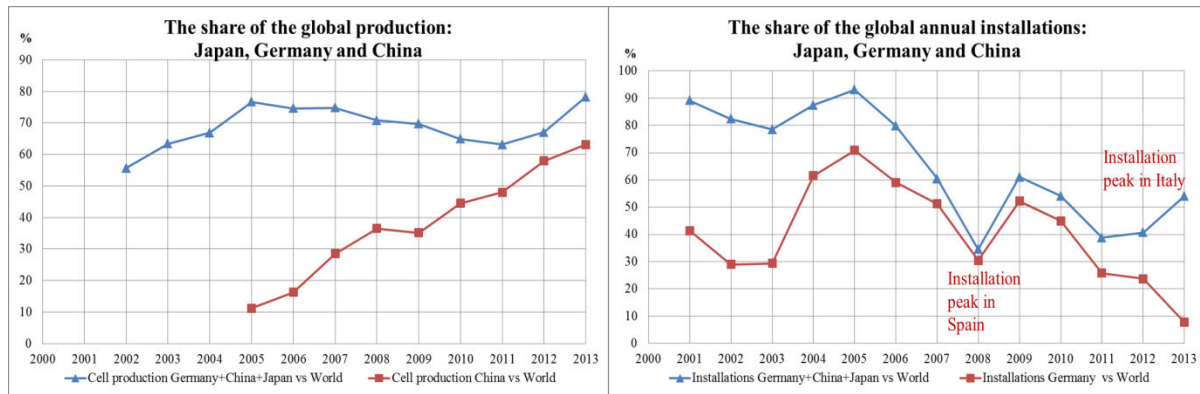 The share of the global production:
Japan, Germany and China
%
90
80
70
60
50
40
30
20
10
0
2000 2001 2002 2003 2004 2005 2006 2007 2008 2009 2010 2011 2012 2013
Cell production Germany+China+Japan vs World Cell production China vs World
The share of the global annual installations:
Japan, Germany and China
%
100
90
80
70
60
50
40
30
20
10
0
Installation
peak in Italy
Installation
peak in
Spain
2000 2001 2002 2003 2004 2005 2006 2007 2008 2009 2010 2011 2012 2013
Installations Germany+China+Japan vs World Installations Germany vs World